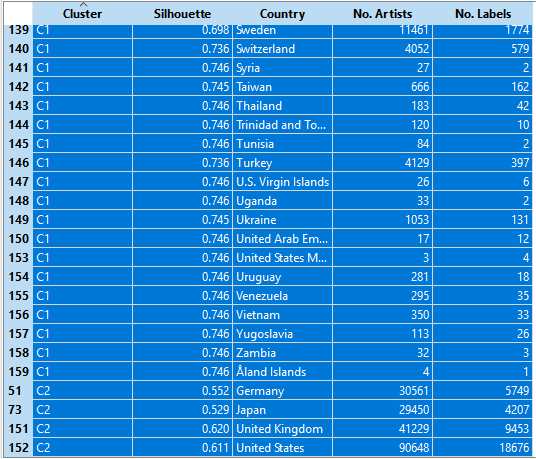 Cluster Silhouette Country No. Artists No. Labels
139 C1 0.698 Sweden 11461 1774
140 C1 0.736 Switzerland 4052 579
141 C1 0.746 Syria 27 2
142 C1 0.745 Taiwan 666 162
143 C1 0.746 Thailand 183 42
144 C1 0.746 Trinidad and To... 120 10
145 C1 0.746 Tunisia 84 2
146 C1 0.736 Turkey 4129 397
147 C1 0.746 U.S. Virgin Islands 26 6
148 C1 0.746 Uganda 33 2
149 C1 0.745 Ukraine 1053 131
150 C1 0.746 United Arab Em... 17 12
153 C1 0.746 United States M... 3 4
154 C1 0.746 Uruguay 281 18
155 C1 0.746 Venezuela 295 35
156 C1 0.746 Vietnam 350 33
157 C1 0.746 Yugoslavia 113 26
158 C1 0.746 Zambia 32 3
159 C1 0.746 Åland Islands 4 1
51 C2 0.552 Germany 30561 5749
73 C2 0.529 Japan 29450 4207
151 C2 0.620 United Kingdom 41229 9453
152 C2 0.611 United States 90648 18676